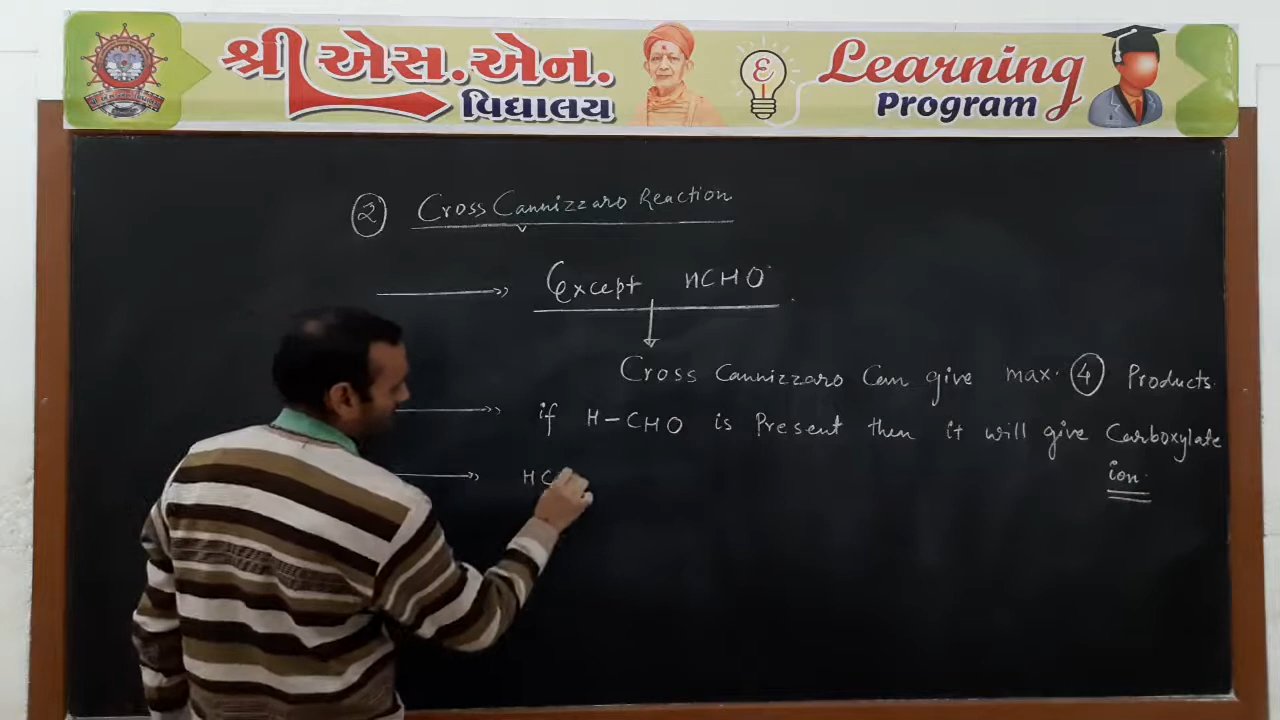 શ્રી એસ.એન.
વિદ્યાલય
Learning
Program
② Cross Cannizzaro Reaction
Except HCHO
Cross Cannizzaro Can give max. ④ Products.
if H-CHO is Present then it will give Carboxylate
ion.
HC